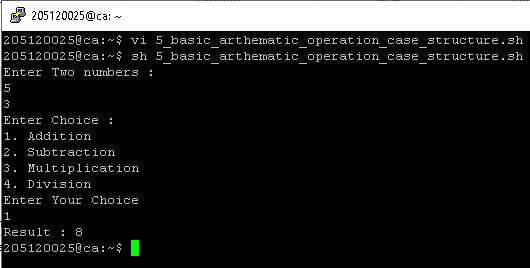 205120025@ca: ~
205120025@ca:~$ vi 5_basic_arthematic_operation_case_structure.sh
205120025@ca:~$ sh 5_basic_arthematic_operation_case_structure.sh
Enter Two numbers :
5
3
Enter Choice :
1. Addition
2. Subtraction
3. Multiplication
4. Division
Enter Your Choice
1
Result : 8
205120025@ca:~$